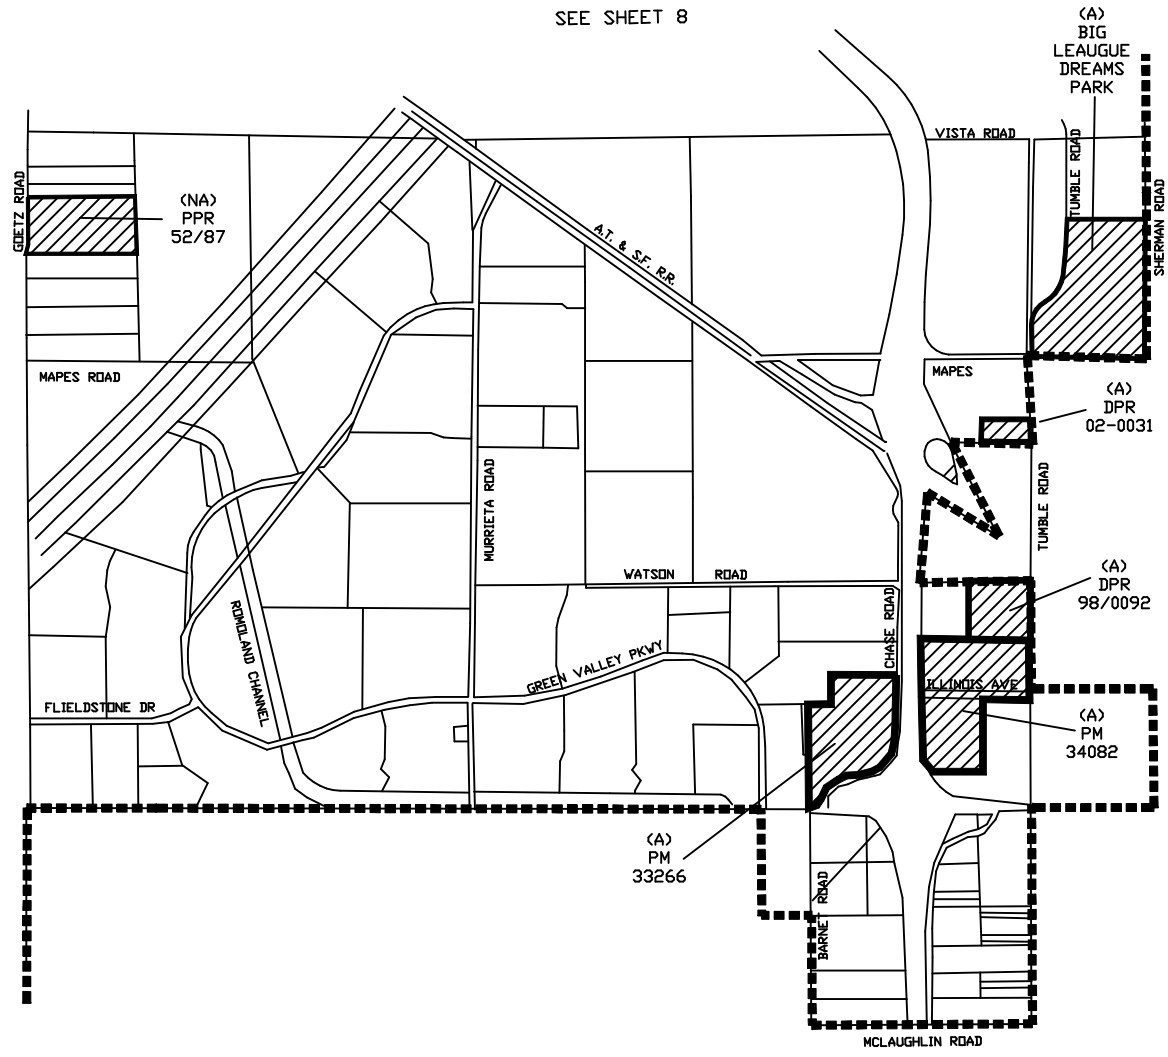 SEE SHEET 8
(A)
BIG
LEAUGUE
DREAMS
PARK
VISTA ROAD
TUMBLE ROAD
SHERMAN ROAD
GOETZ ROAD
(NA)
PPR
52/87
A.T. & S.F. R.R.
MAPES ROAD
MAPES
(A)
DPR
02-0031
MURRIETA ROAD
TUMBLE ROAD
WATSON ROAD
(A)
DPR
98/0092
CHASE ROAD
ROMOLAND CHANNEL
GREEN VALLEY PKWY
ILLINOIS AVE
FLIELDSTONE DR
(A)
PM
34082
(A)
PM
33266
BARNET ROAD
MCLAUGHLIN ROAD